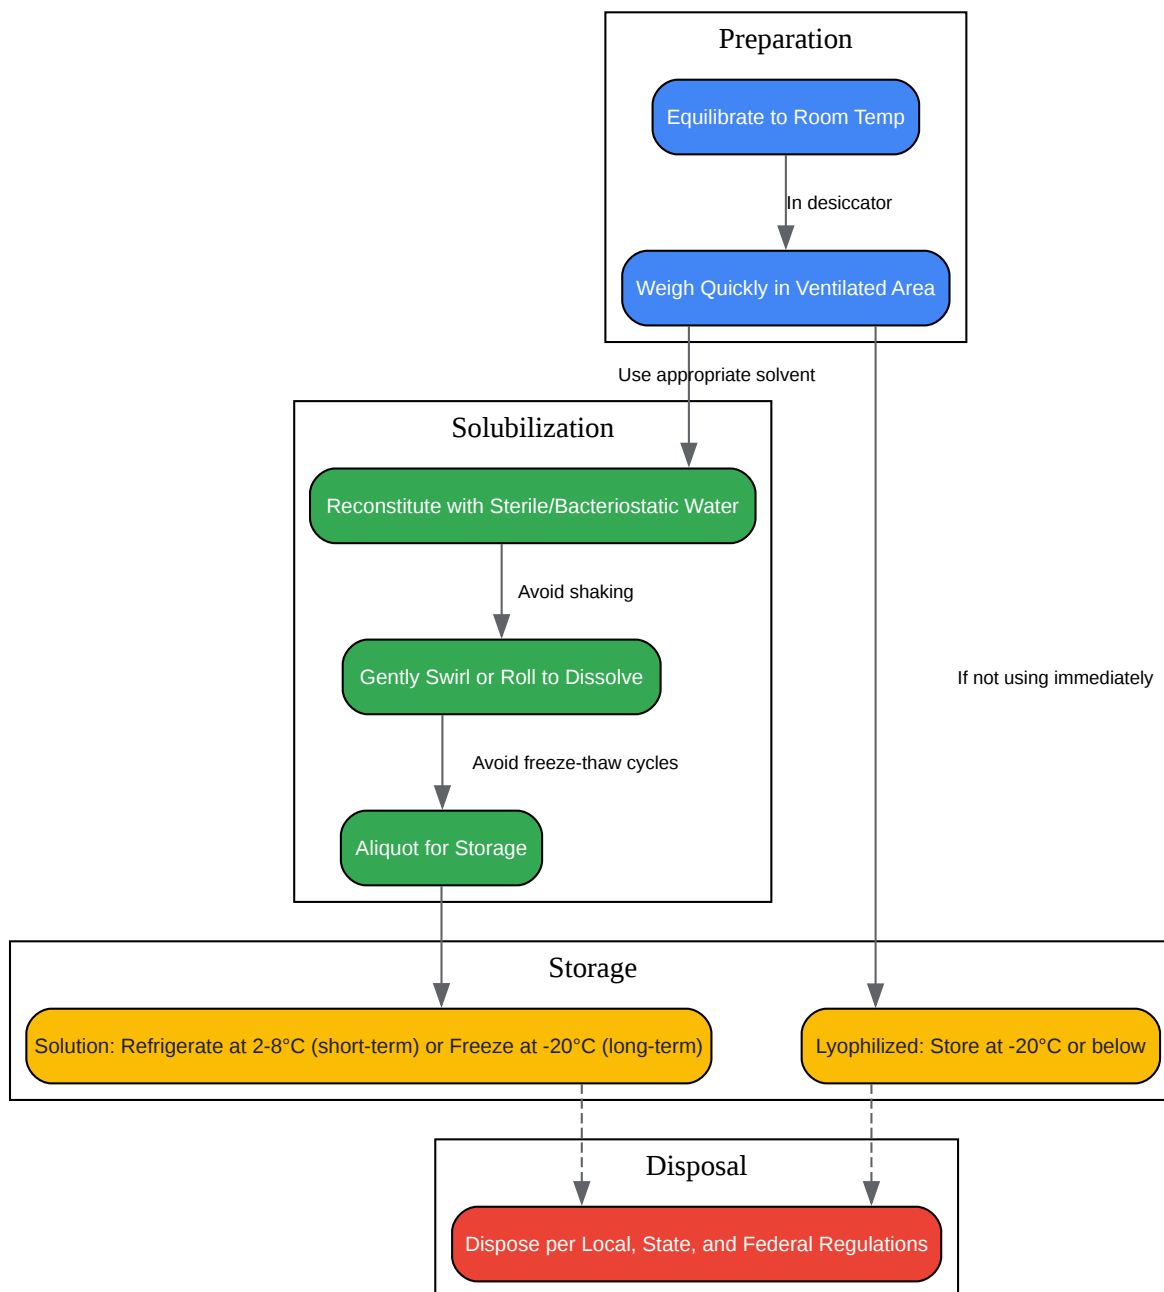 Preparation
Equilibrate to Room Temp
In desiccator
Weigh Quickly in Ventilated Area
Use appropriate solvent
Solubilization
Reconstitute with Sterile/Bacteriostatic Water
Avoid shaking
Gently Swirl or Roll to Dissolve
If not using immediately
Avoid freeze-thaw cycles
Aliquot for Storage
Storage
Solution: Refrigerate at 2-8°C (short-term) or Freeze at -20°C (long-term)
Lyophilized: Store at -20°C or below
Disposal
Dispose per Local, State, and Federal Regulations